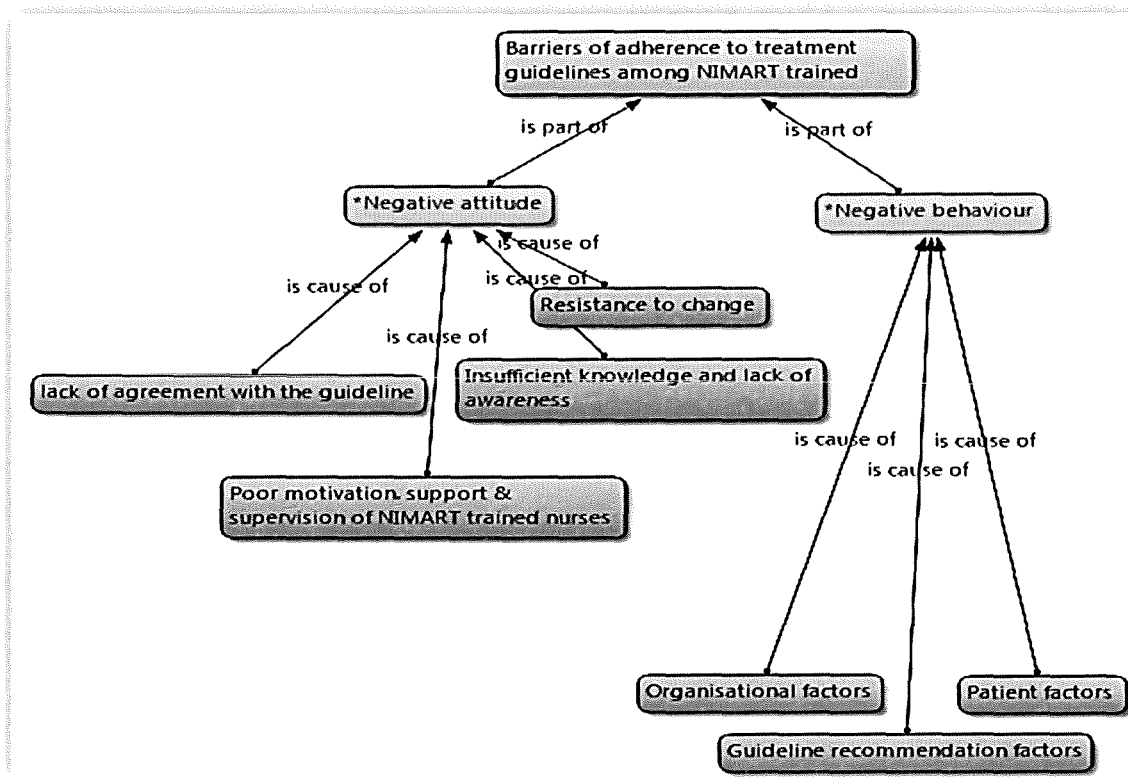 Barriers of adherence to treatment
guidelines among NIMART trained
is part of
is part of
*Negative attitude
*Negative behaviour
is cause of
is cause of
is cause of
is cause of
Resistance to change
Insufficient knowledge and lack of
awareness
lack of agreement with the guideline
Poor motivation, support &
supervision of NIMART trained nurses
is cause of
is cause of
is cause of
Organisational factors
Patient factors
Guideline recommendation factors